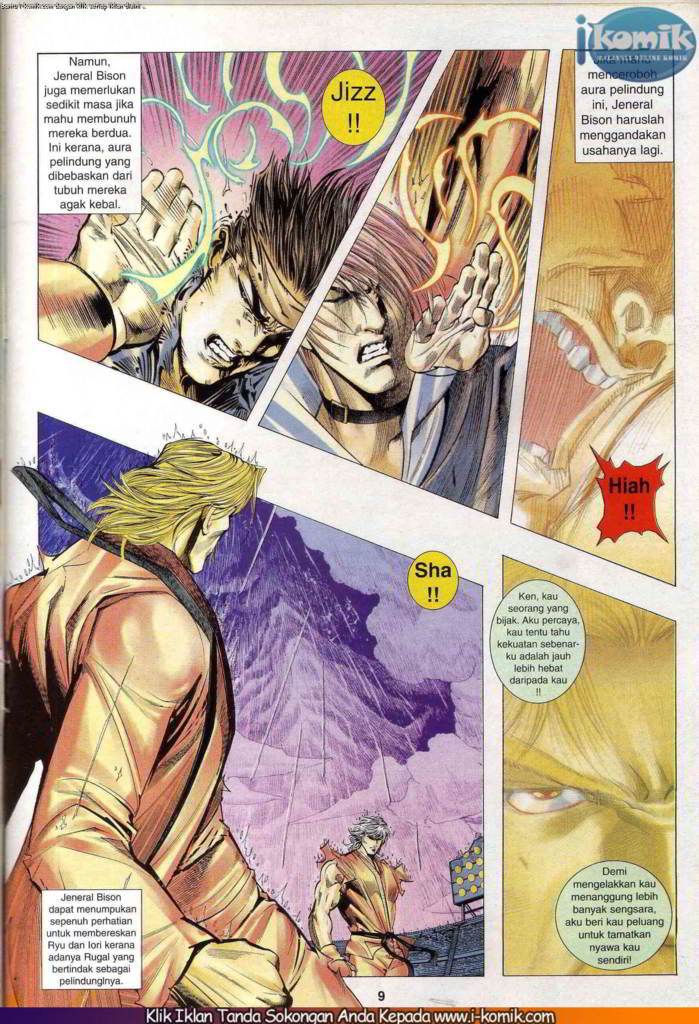 ikomik
MALAYSIA ONLINE KOMIK
Namun,
Jeneral Bison
juga memerlukan
sedikit masa jika
mahu membunuh
mereka berdua.
Ini kerana, aura
pelindung yang
dibebaskan dari
tubuh mereka
agak kebal.
Jizz
!!
menceroboh
aura pelindung
ini, Jeneral
Bison haruslah
menggandakan
usahanya lagi.
Hiah
!!
Sha
!!
Ken, kau
seorang yang
bijak. Aku percaya,
kau tentu tahu
kekuatan sebenar-
ku adalah jauh
lebih hebat
daripada kau
!!
Demi
mengelakkan kau
menanggung lebih
banyak sengsara,
aku beri kau peluang
untuk tamatkan
nyawa kau
sendiri!
Jeneral Bison
dapat menumpukan
sepenuh perhatian
untuk membereskan
Ryu dan Iori kerana
adanya Rugal yang
bertindak sebagai
pelindungnya.
9
Klik Iklan Tanda Sokongan Anda Kepada www.i-komik.com